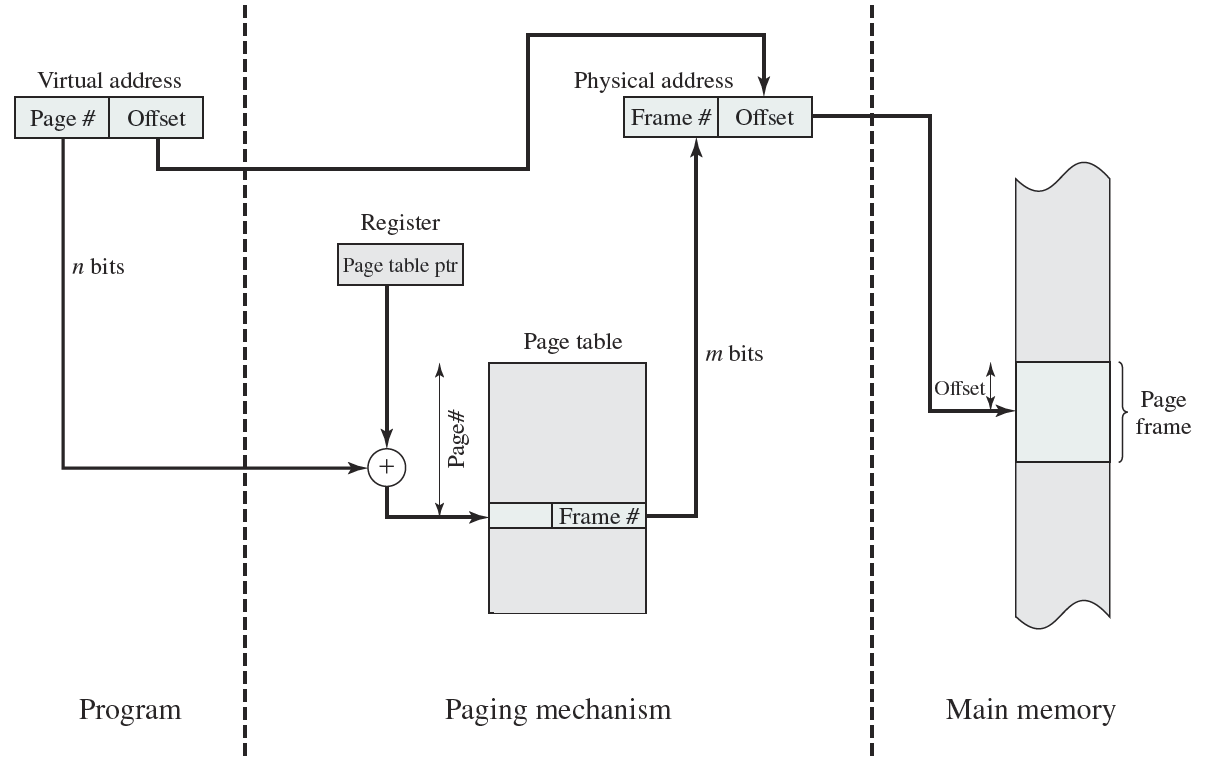 Virtual address
Page # Offset
Physical address
Frame # Offset
n bits
Register
Page table ptr
Page table
m bits
Page#
+
Frame #
Offset
Page
frame
Program
Paging mechanism
Main memory